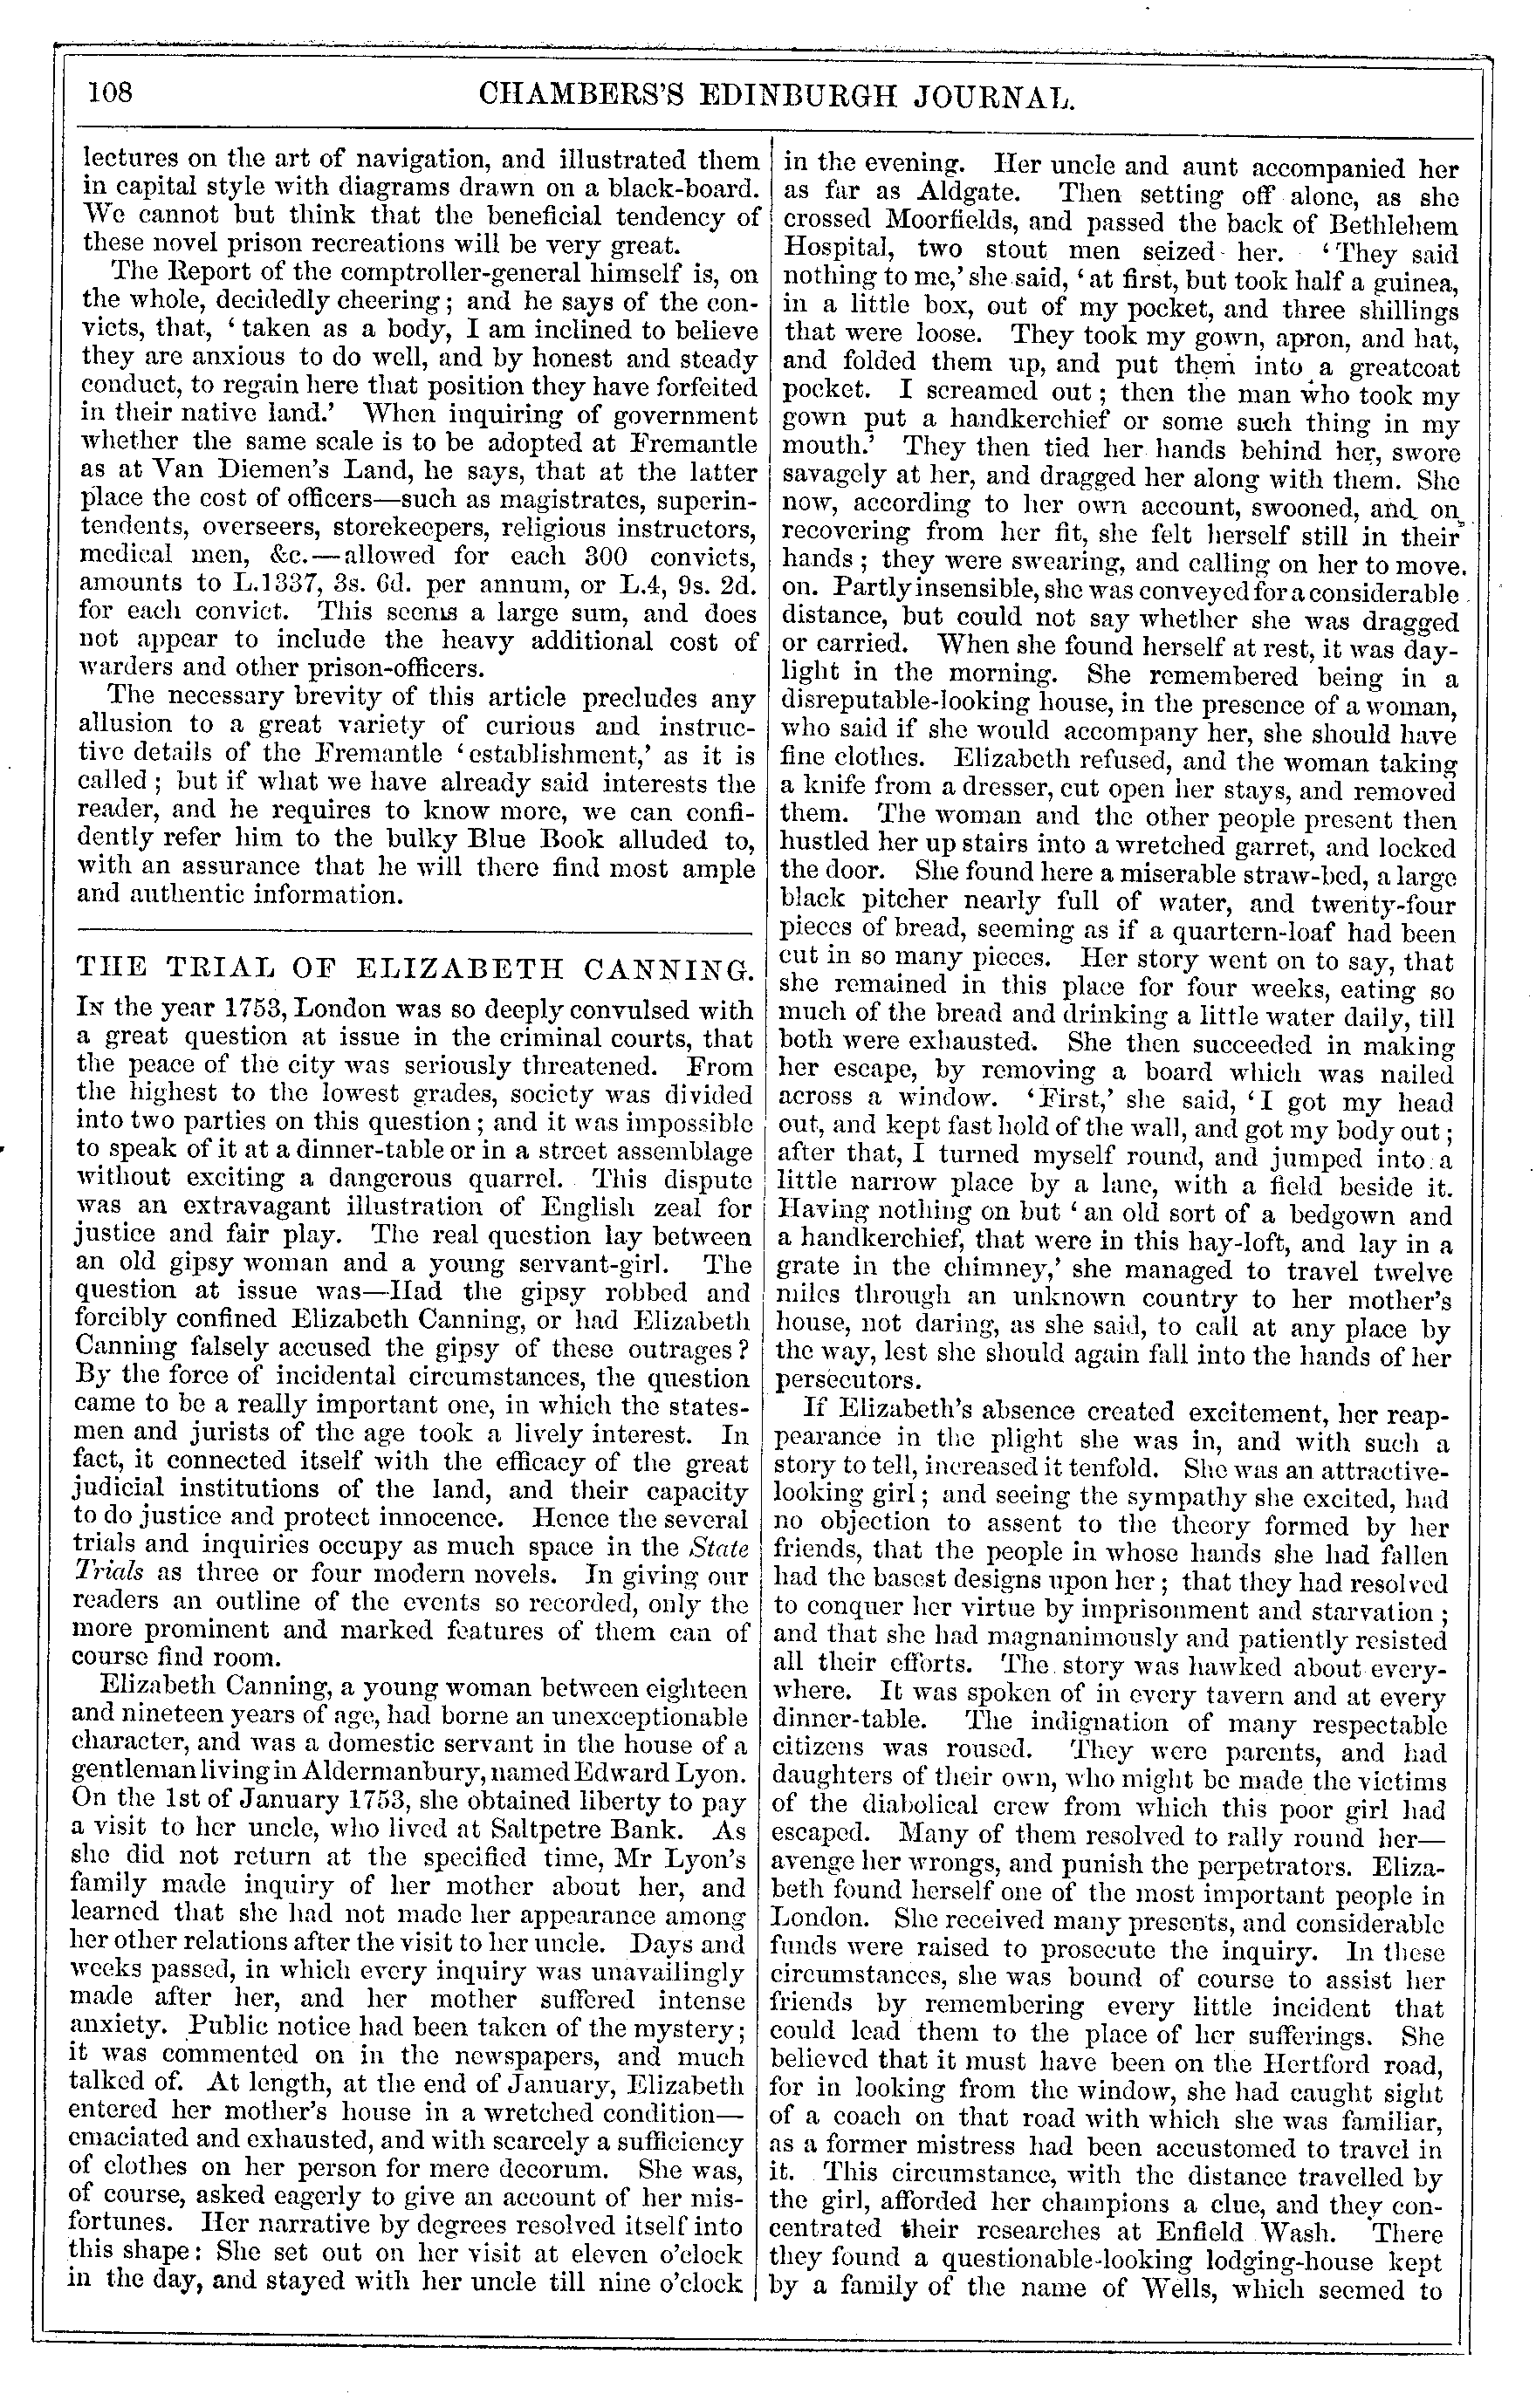 108
CHAMBERS'S EDINBURGH JOURNAL.
lectures on the art of navigation, and illustrated them
in capital style with diagrams drawn on a black-board.
We cannot but think that the beneficial tendency of
these novel prison recreations will be very great.
The Report of the comptroller-general himself is, on
the whole, decidedly cheering; and he says of the con-
victs, that, 'taken as a body, I am inclined to believe
they are anxious to do well, and by honest and steady
conduct, to regain here that position they have forfeited
in their native land.' When inquiring of government
whether the same scale is to be adopted at Fremantle
as at Van Diemen's Land, he says, that at the latter
place the cost of officers—such as magistrates, superin-
tendents, overseers, storekeepers, religious instructors,
medical men, &c.—allowed for each 300 convicts,
amounts to L.1337, 3s. 6d. per annum, or L.4, 9s. 2d.
for each convict. This seems a large sum, and does
not appear to include the heavy additional cost of
warders and other prison-officers.
The necessary brevity of this article precludes any
allusion to a great variety of curious and instruc-
tive details of the Fremantle 'establishment,' as it is
called; but if what we have already said interests the
reader, and he requires to know more, we can confi-
dently refer him to the bulky Blue Book alluded to,
with an assurance that he will there find most ample
and authentic information.
THE TRIAL OF ELIZABETH CANNING.
IN the year 1753, London was so deeply convulsed with
a great question at issue in the criminal courts, that
the peace of the city was seriously threatened. From
the highest to the lowest grades, society was divided
into two parties on this question; and it was impossible
to speak of it at a dinner-table or in a street assemblage
without exciting a dangerous quarrel. This dispute
was an extravagant illustration of English zeal for
justice and fair play. The real question lay between
an old gipsy woman and a young servant-girl. The
question at issue was—Had the gipsy robbed and
forcibly confined Elizabeth Canning, or had Elizabeth
Canning falsely accused the gipsy of these outrages?
By the force of incidental circumstances, the question
came to be a really important one, in which the states-
men and jurists of the age took a lively interest. In
fact, it connected itself with the efficacy of the great
judicial institutions of the land, and their capacity
to do justice and protect innocence. Hence the several
trials and inquiries occupy as much space in the State
Trials as three or four modern novels. In giving our
readers an outline of the events so recorded, only the
more prominent and marked features of them can of
course find room.
Elizabeth Canning, a young woman between eighteen
and nineteen years of age, had borne an unexceptionable
character, and was a domestic servant in the house of a
gentleman living in Aldermanbury, named Edward Lyon.
On the 1st of January 1753, she obtained liberty to pay
a visit to her uncle, who lived at Saltpetre Bank. As
she did not return at the specified time, Mr Lyon's
family made inquiry of her mother about her, and
learned that she had not made her appearance among
her other relations after the visit to her uncle. Days and
weeks passed, in which every inquiry was unavailingly
made after her, and her mother suffered intense
anxiety. Public notice had been taken of the mystery;
it was commented on in the newspapers, and much
talked of. At length, at the end of January, Elizabeth
entered her mother's house in a wretched condition—
emaciated and exhausted, and with scarcely a sufficiency
of clothes on her person for mere decorum. She was,
of course, asked eagerly to give an account of her mis-
fortunes. Her narrative by degrees resolved itself into
this shape: She set out on her visit at eleven o'clock
in the day, and stayed with her uncle till nine o'clock
in the evening. Her uncle and aunt accompanied her
as far as Aldgate. Then setting off alone, as she
crossed Moorfields, and passed the back of Bethlehem
Hospital, two stout men seized her. 'They said
nothing to me,' she said, 'at first, but took half a guinea,
in a little box, out of my pocket, and three shillings
that were loose. They took my gown, apron, and hat,
and folded them up, and put them into a greatcoat
pocket. I screamed out; then the man who took my
gown put a handkerchief or some such thing in my
mouth.' They then tied her hands behind her, swore
savagely at her, and dragged her along with them. She
now, according to her own account, swooned, and on
recovering from her fit, she felt herself still in their
hands; they were swearing, and calling on her to move.
on. Partly insensible, she was conveyed for a considerable
distance, but could not say whether she was dragged
or carried. When she found herself at rest, it was day-
light in the morning. She remembered being in a
disreputable-looking house, in the presence of a woman,
who said if she would accompany her, she should have
fine clothes. Elizabeth refused, and the woman taking
a knife from a dresser, cut open her stays, and removed
them. The woman and the other people present then
hustled her up stairs into a wretched garret, and locked
the door. She found here a miserable straw-bed, a large
black pitcher nearly full of water, and twenty-four
pieces of bread, seeming as if a quartern-loaf had been
cut in so many pieces. Her story went on to say, that
she remained in this place for four weeks, eating so
much of the bread and drinking a little water daily, till
both were exhausted. She then succeeded in making
her escape, by removing a board which was nailed
across a window. 'First,' she said, 'I got my head
out, and kept fast hold of the wall, and got my body out;
after that, I turned myself round, and jumped into a
little narrow place by a lane, with a field beside it.
Having nothing on but 'an old sort of a bedgown and
a handkerchief, that were in this hay-loft, and lay in a
grate in the chimney,' she managed to travel twelve
miles through an unknown country to her mother's
house, not daring, as she said, to call at any place by
the way, lest she should again fall into the hands of her
persecutors.
If Elizabeth's absence created excitement, her reap-
pearance in the plight she was in, and with such a
story to tell, increased it tenfold. She was an attractive-
looking girl; and seeing the sympathy she excited, had
no objection to assent to the theory formed by her
friends, that the people in whose hands she had fallen
had the basest designs upon her; that they had resolved
to conquer her virtue by imprisonment and starvation;
and that she had magnanimously and patiently resisted
all their efforts. The story was hawked about every-
where. It was spoken of in every tavern and at every
dinner-table. The indignation of many respectable
citizens was roused. They were parents, and had
daughters of their own, who might be made the victims
of the diabolical crew from which this poor girl had
escaped. Many of them resolved to rally round her—
avenge her wrongs, and punish the perpetrators. Eliza-
beth found herself one of the most important people in
London. She received many presents, and considerable
funds were raised to prosecute the inquiry. In these
circumstances, she was bound of course to assist her
friends by remembering every little incident that
could lead them to the place of her sufferings. She
believed that it must have been on the Hertford road,
for in looking from the window, she had caught sight
of a coach on that road with which she was familiar,
as a former mistress had been accustomed to travel in
it. This circumstance, with the distance travelled by
the girl, afforded her champions a clue, and they con-
centrated their researches at Enfield Wash. There
they found a questionable-looking lodging-house kept
by a family of the name of Wells, which seemed to